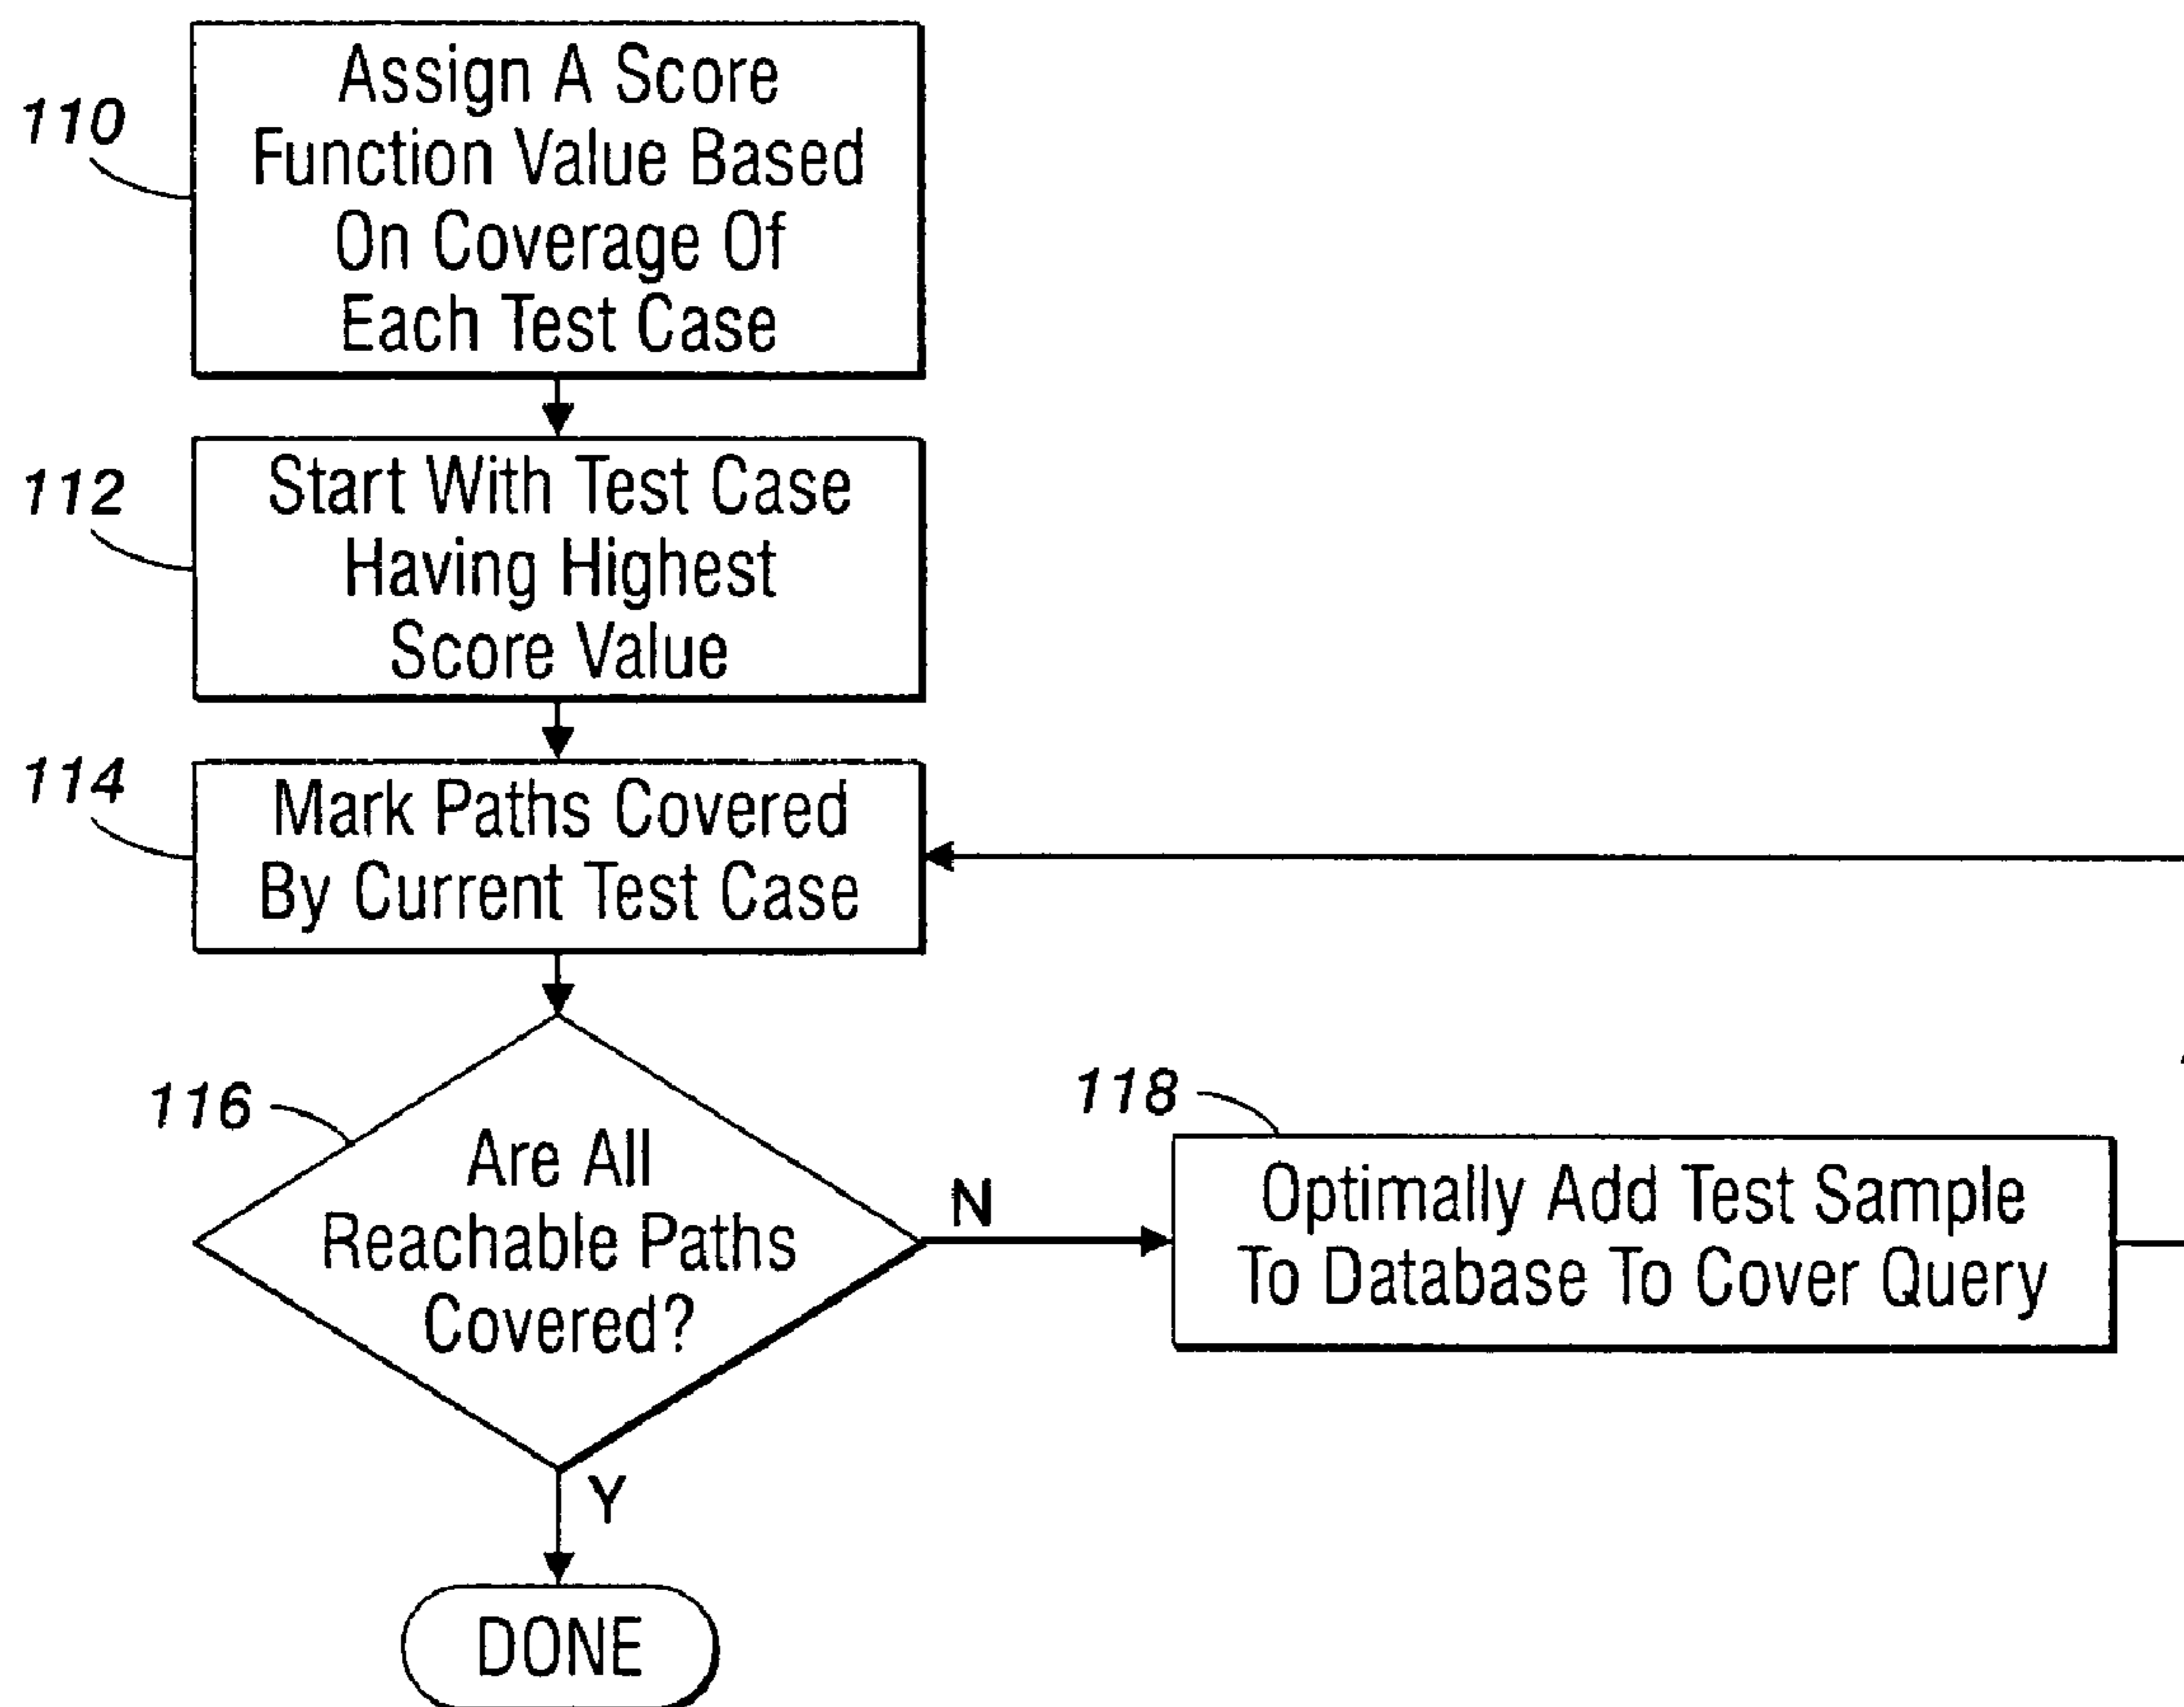 110
Assign A Score
Function Value Based
On Coverage Of
Each Test Case
112
Start With Test Case
Having Highest
Score Value
114
Mark Paths Covered
By Current Test Case
116
Are All
Reachable Paths
Covered?
N
118
Optimally Add Test Sample
To Database To Cover Query
Y
DONE